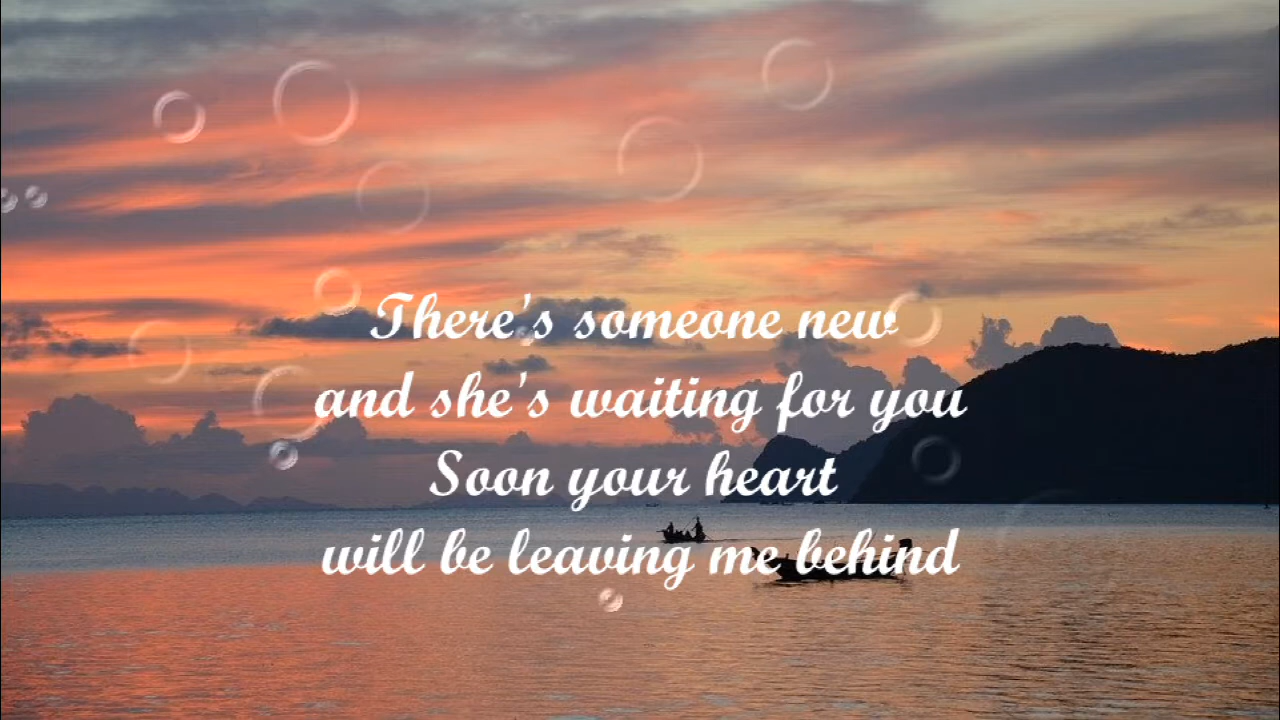 There's someone new
and she's waiting for you
Soon your heart
will be leaving me behind